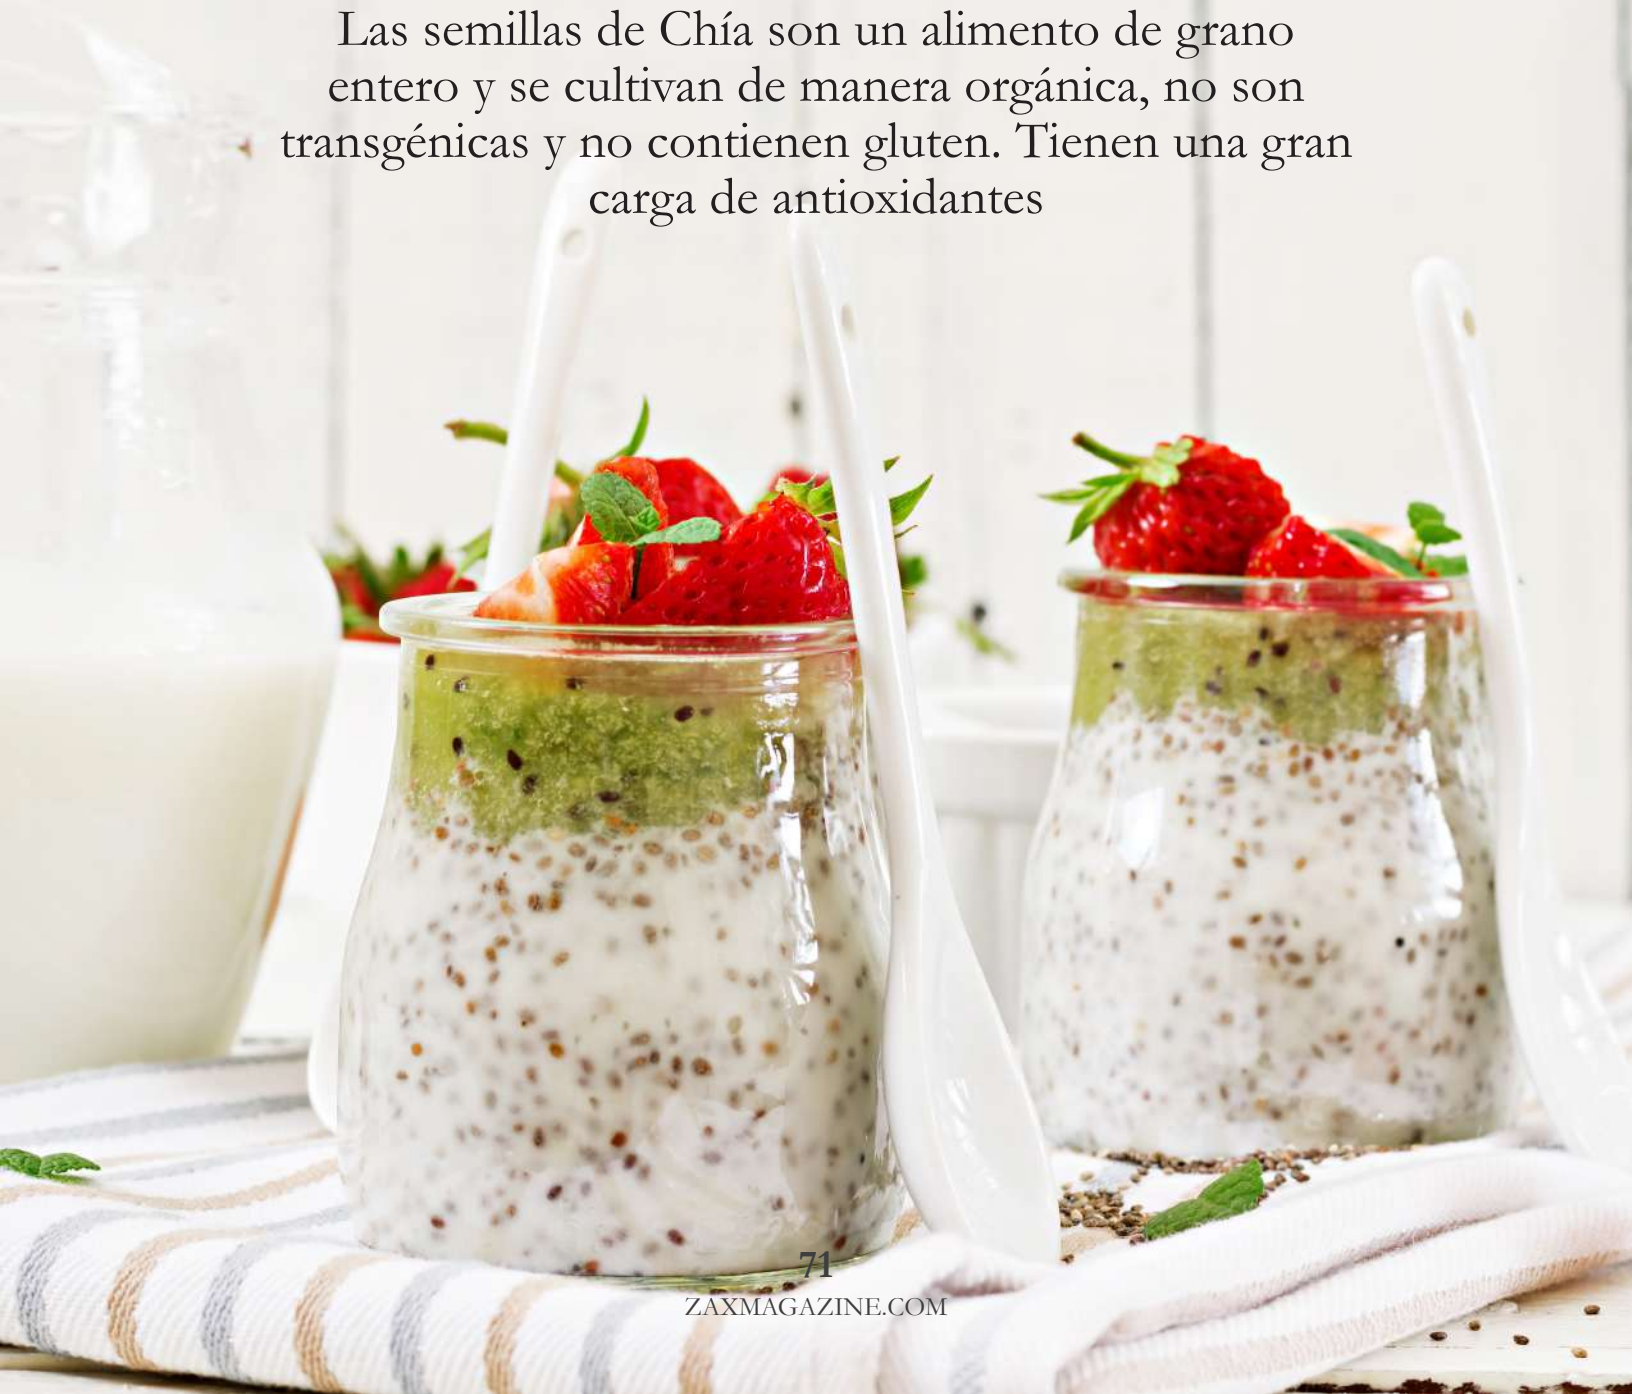 Las semillas de Chía son un alimento de grano
entero y se cultivan de manera orgánica, no son
transgénicas y no contienen gluten. Tienen una gran
carga de antioxidantes
71
ZAXMAGAZINE.COM